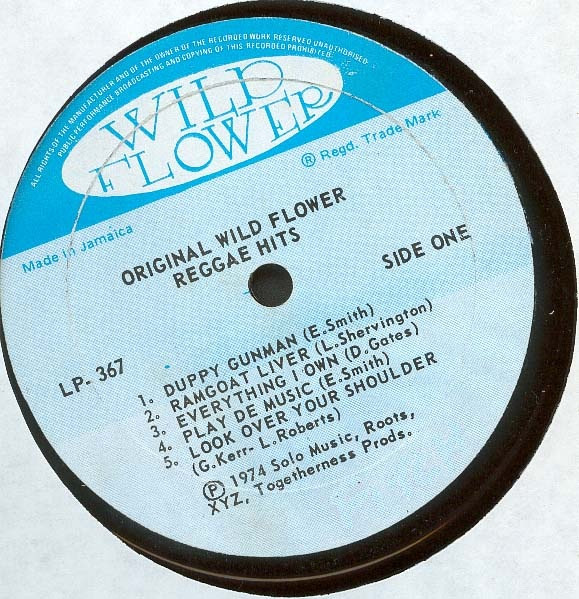 ALL RIGHTS OF THE MANUFACTURER AND OF THE OWNER OF THE RECORDED WORK RESERVED UNAUTHORISED
PUBLIC PERFORMANCE BROADCASTING AND COPYING OF THIS RECORDED PROHIBITED.
WILD
FLOWER
® Regd. Trade Mark
Made in Jamaica
ORIGINAL WILD FLOWER
REGGAE HITS
SIDE ONE
LP- 367
1. DUPPY GUNMAN (E.Smith)
2. RAMGOAT LIVER (L.Shervington)
3. EVERYTHING I OWN (D.Gates)
4. PLAY DE MUSIC (E.Smith)
5. LOOK OVER YOUR SHOULDER
(G.Kerr- L.Roberts)
℗ 1974 Solo Music, Roots,
XYZ, Togetherness Prods.